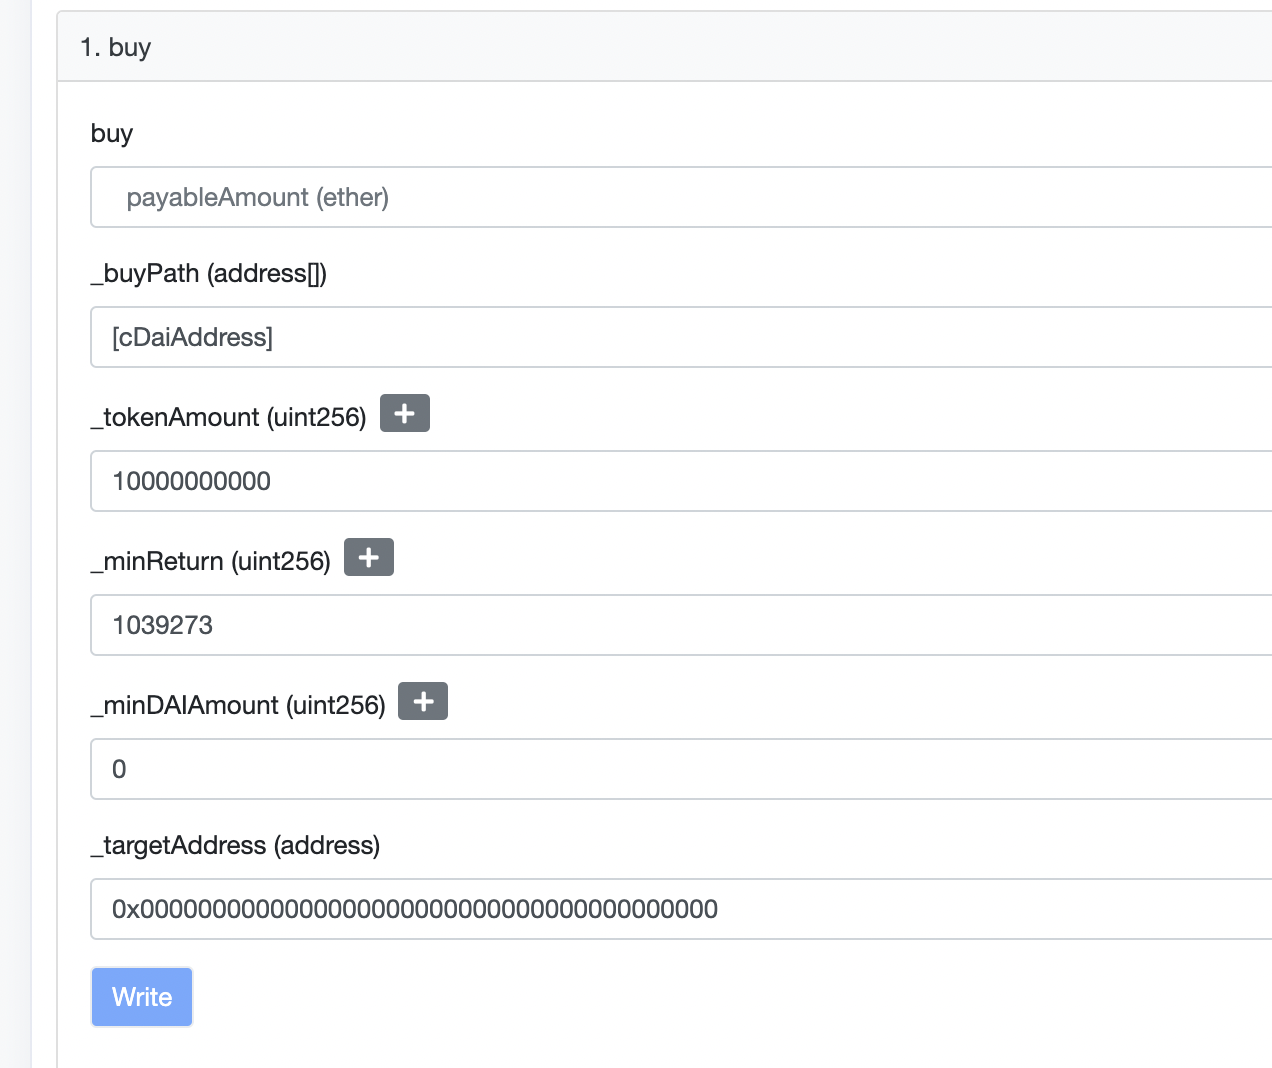 1. buy
buy
payableAmount (ether)
_buyPath (address[])
[cDaiAddress]
_tokenAmount (uint256) +
10000000000
_minReturn (uint256) +
1039273
_minDAIAmount (uint256) +
0
_targetAddress (address)
0x0000000000000000000000000000000000000000
Write